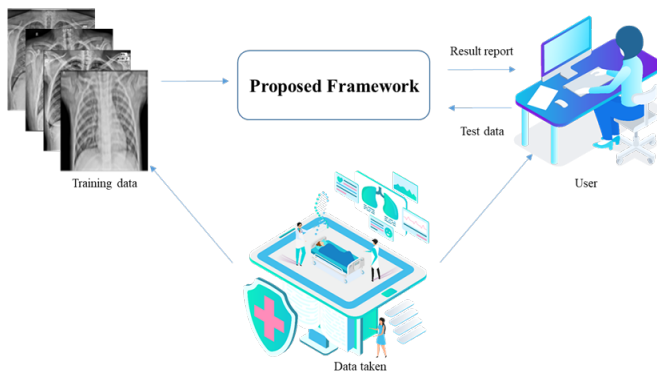 Result report
Proposed Framework
Test data
Training data
User
Data taken